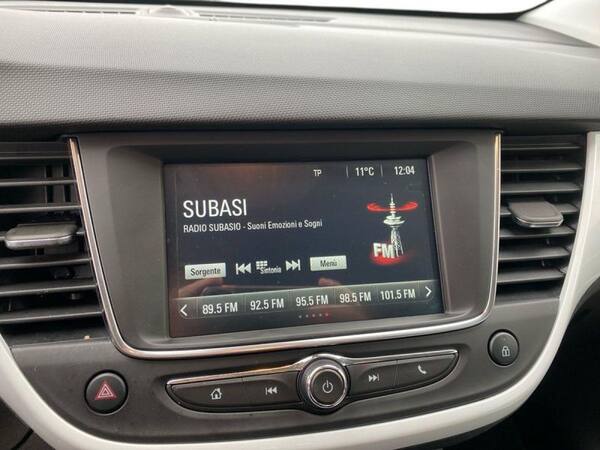 TP 11°C 12:04
SUBASI
RADIO SUBASIO - Suoni Emozioni e Sogni
FM
Sorgente Sintonia Menù
89.5 FM 92.5 FM 95.5 FM 98.5 FM 101.5 FM